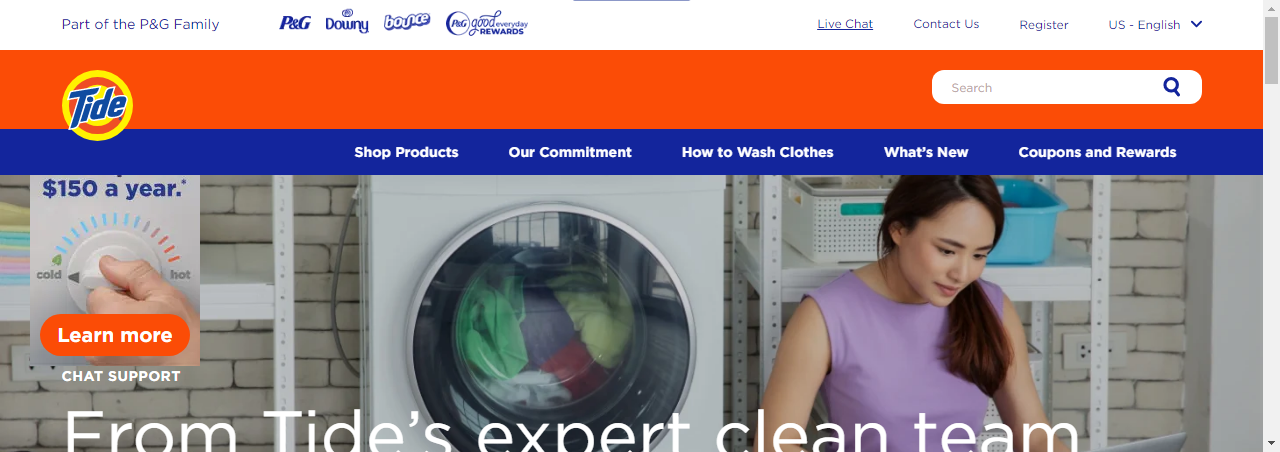 Part of the P&G Family
P&G Downy bounce P&G good everyday REWARDS
Live Chat Contact Us Register US - English
Tide
Search
Shop Products Our Commitment How to Wash Clothes What's New Coupons and Rewards
$150 a year.*
cold hot
Learn more
CHAT SUPPORT
From Tide's expert clean team